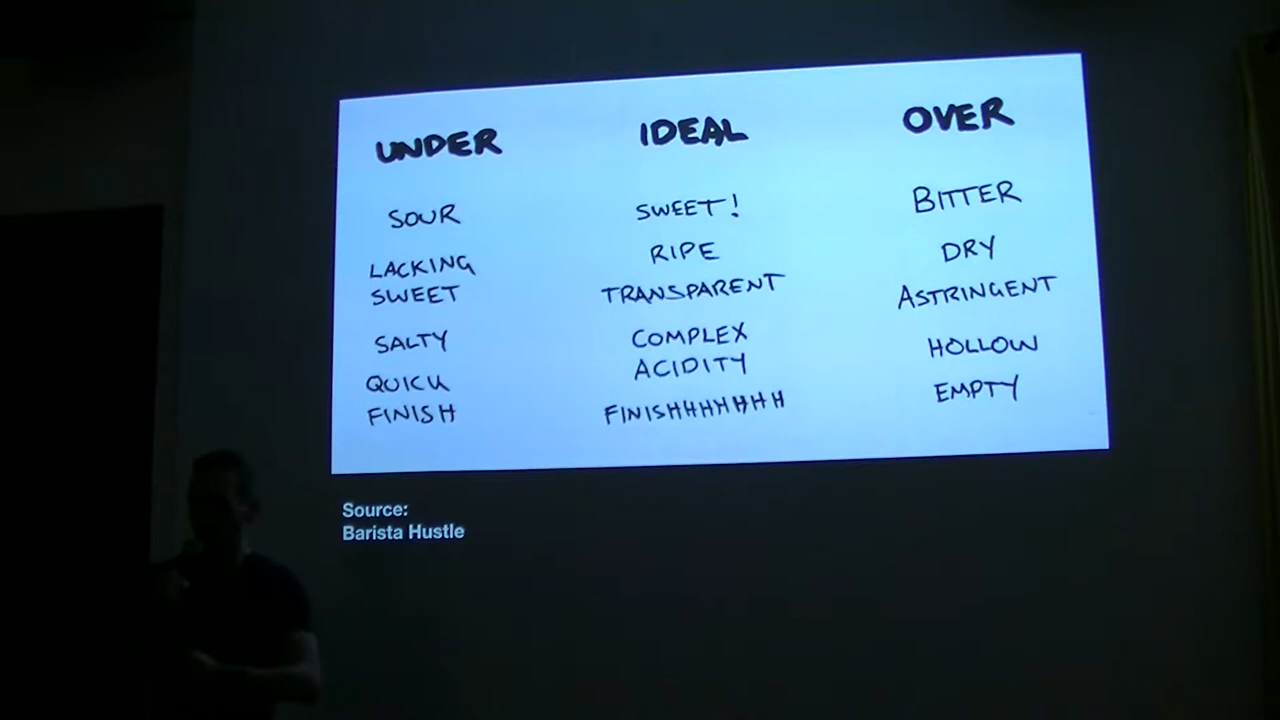 UNDER
SOUR
LACKING
SWEET
SALTY
QUICK
FINISH
IDEAL
SWEET!
RIPE
TRANSPARENT
COMPLEX
ACIDITY
FINISHHHHHHH
OVER
BITTER
DRY
ASTRINGENT
HOLLOW
EMPTY
Source:
Barista Hustle